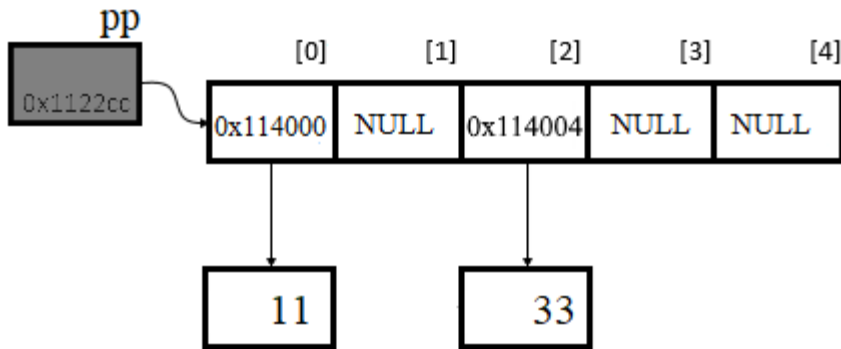 pp
0x1122cc
[0] [1] [2] [3] [4]
0x114000 NULL 0x114004 NULL NULL
11 33